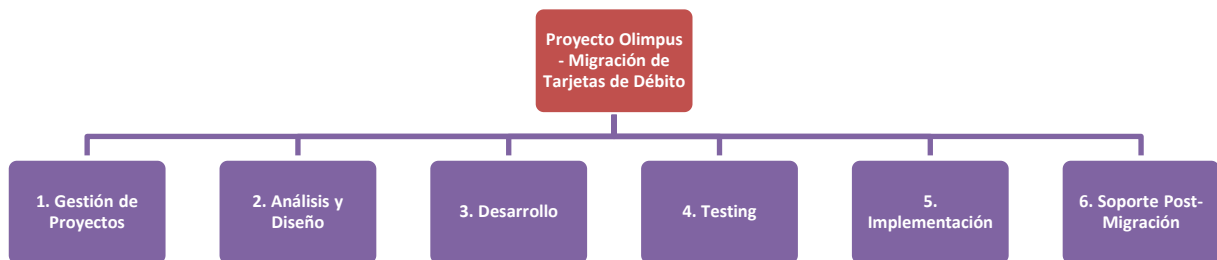 Proyecto Olimpus
- Migración de
Tarjetas de Débito
1. Gestión de
Proyectos
2. Análisis y
Diseño
3. Desarrollo
4. Testing
5.
Implementación
6. Soporte Post-
Migración